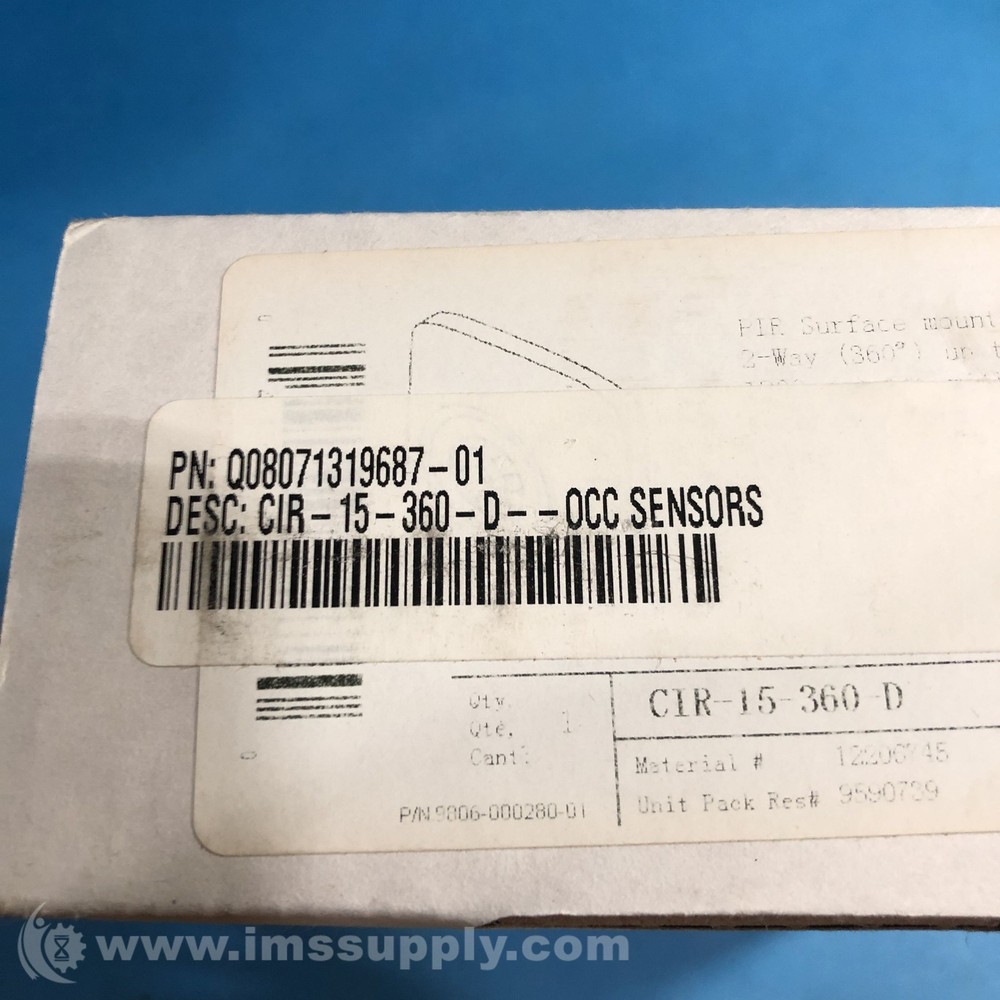 PIR Surface mount
2-Way (360°) up t
PN: Q08071319687-01
DESC: CIR-15-360-D--OCC SENSORS
Qty.
Qté. 1
Cant.
CIR-15-360-D
Material #
Unit Pack Res# 9590739
P/N 9806-000280-01
www.imssupply.com